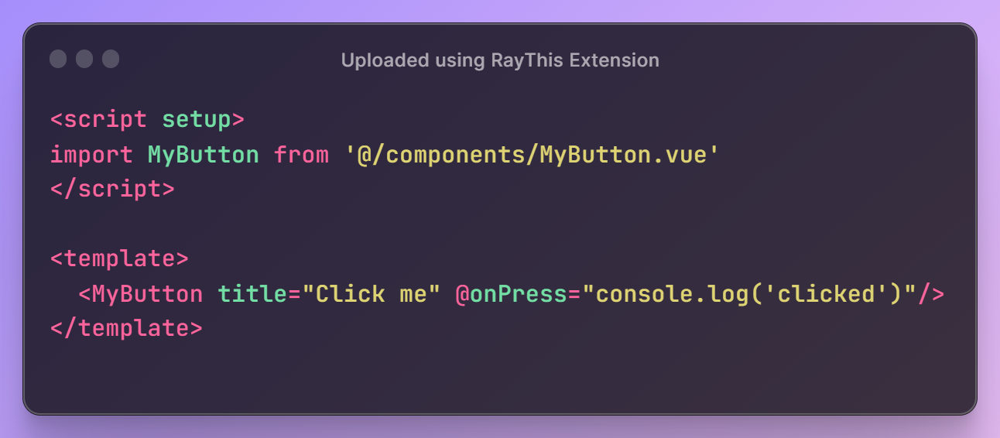 Uploaded using RayThis Extension
<script setup>
import MyButton from '@/components/MyButton.vue'
</script>

<template>
  <MyButton title="Click me" @onPress="console.log('clicked')"/>
</template>